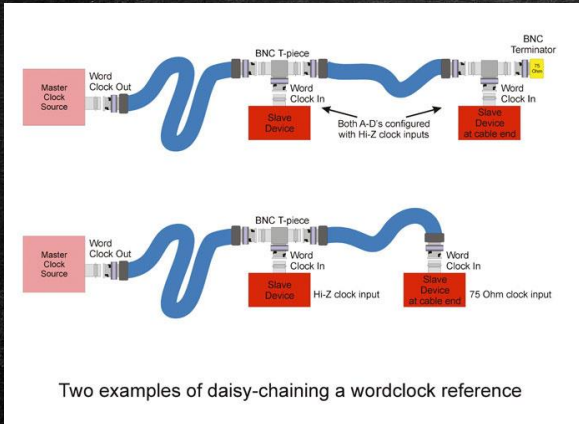 BNC
Terminator
BNC T-piece
Word
Clock Out
75
Ohm
Master
Clock
Source
Word
Clock In
Word
Clock In
Slave
Device
Both A-D's configured
with Hi-Z clock inputs
Slave
Device
at cable end
BNC T-piece
Word
Clock Out
Master
Clock
Source
Word
Clock In
Word
Clock In
Slave
Device
Hi-Z clock input
Slave
Device
at cable end
75 Ohm clock input
Two examples of daisy-chaining a wordclock reference